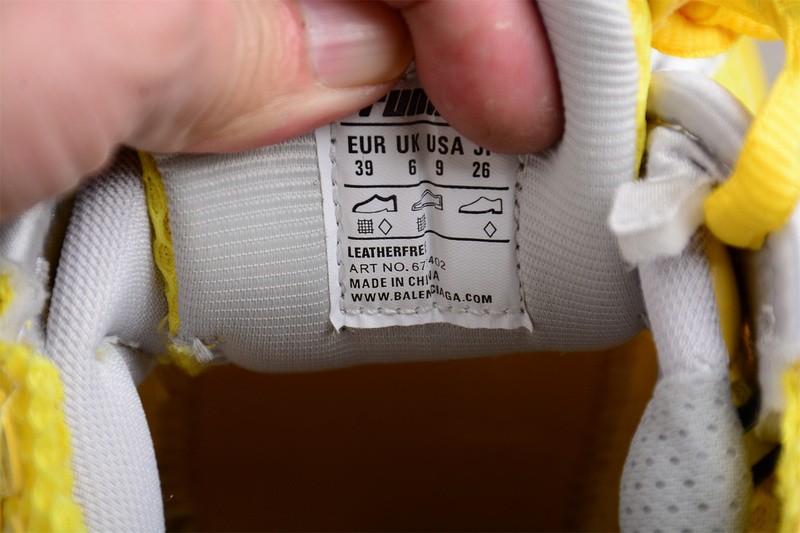 EUR UK USA
39 6 9 26
LEATHERFREE
ART NO. 67 402
MADE IN CHINA
WWW.BALENCIAGA.COM